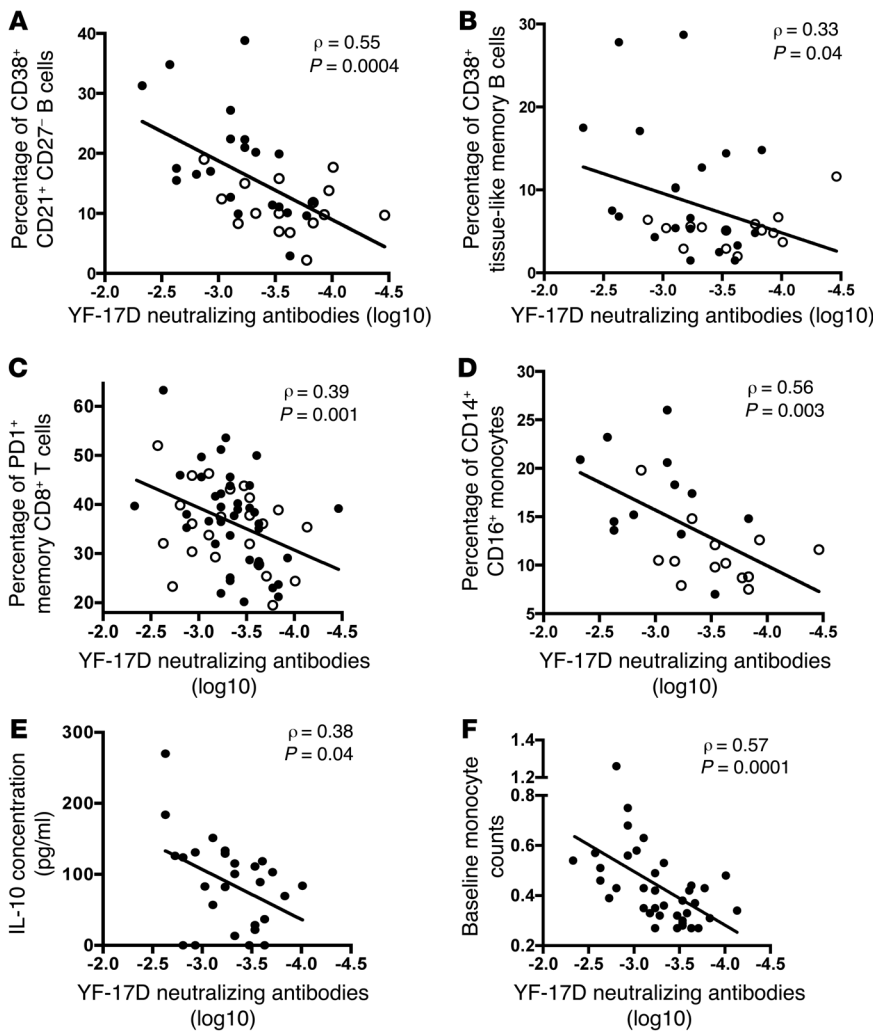 A
Percentage of CD38+
CD21+ CD27– B cells
40
30
20
10
0
ρ = 0.55
P = 0.0004
-2.0 -2.5 -3.0 -3.5 -4.0 -4.5
YF-17D neutralizing antibodies (log10)
B
Percentage of CD38+
tissue-like memory B cells
30
20
10
0
ρ = 0.33
P = 0.04
-2.0 -2.5 -3.0 -3.5 -4.0 -4.5
YF-17D neutralizing antibodies (log10)
C
Percentage of PD1+
memory CD8+ T cells
60
50
40
30
20
ρ = 0.39
P = 0.001
-2.0 -2.5 -3.0 -3.5 -4.0 -4.5
YF-17D neutralizing antibodies
(log10)
D
Percentage of CD14+
CD16+ monocytes
30
25
20
15
10
5
ρ = 0.56
P = 0.003
-2.0 -2.5 -3.0 -3.5 -4.0 -4.5
YF-17D neutralizing antibodies
(log10)
E
IL-10 concentration
(pg/ml)
300
200
100
0
ρ = 0.38
P = 0.04
-2.0 -2.5 -3.0 -3.5 -4.0 -4.5
YF-17D neutralizing antibodies
(log10)
F
Baseline monocyte
counts
1.4
1.2
0.8
0.6
0.4
0.2
ρ = 0.57
P = 0.0001
-2.0 -2.5 -3.0 -3.5 -4.0 -4.5
YF-17D neutralizing antibodies
(log10)